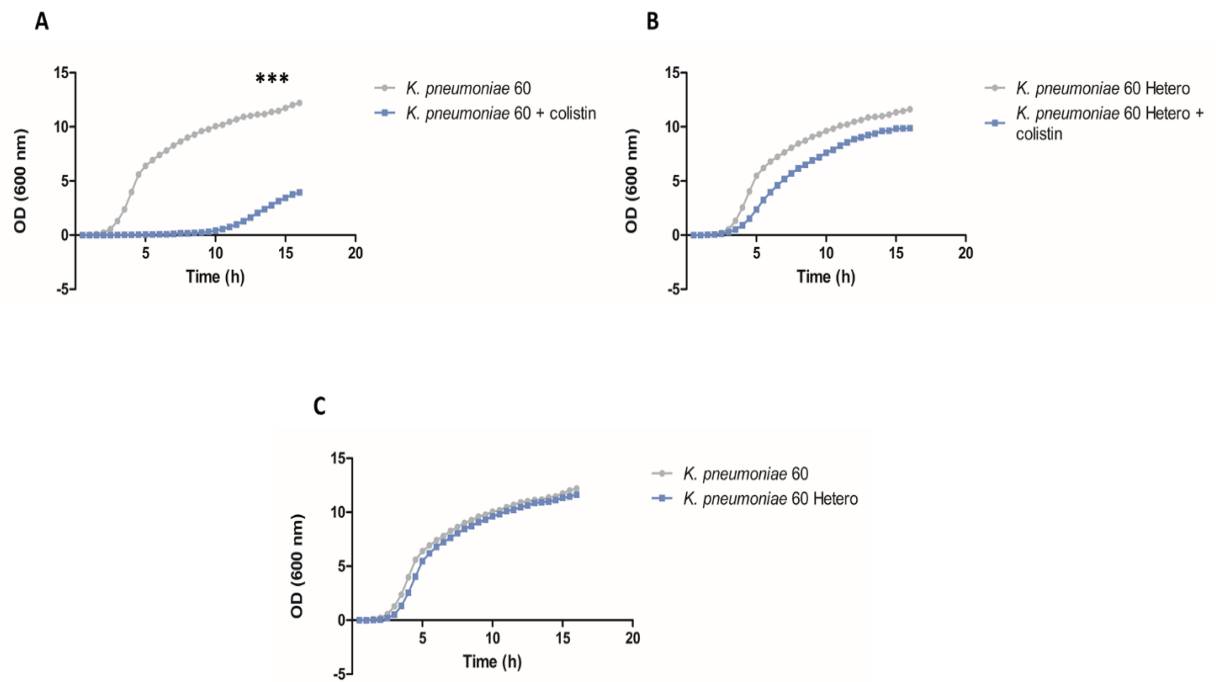 A
15
10
5
0
-5
OD (600 nm)
5
10
15
20
Time (h)
***
K. pneumoniae 60
K. pneumoniae 60 + colistin
B
15
10
5
0
-5
OD (600 nm)
5
10
15
20
Time (h)
K. pneumoniae 60 Hetero
K. pneumoniae 60 Hetero +
colistin
C
15
10
5
0
-5
OD (600 nm)
5
10
15
20
Time (h)
K. pneumoniae 60
K. pneumoniae 60 Hetero